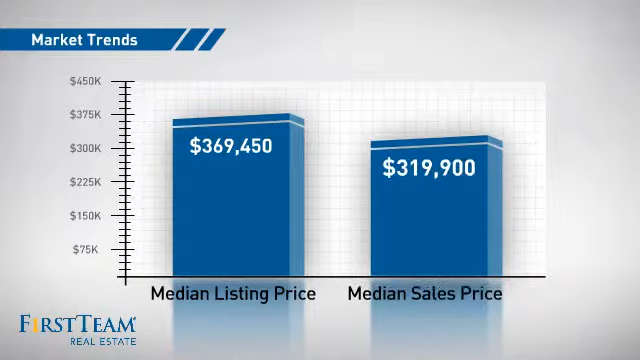 Market Trends
$450K
$375K
$300K
$225K
$150K
$75K
$369,450
$319,900
Median Listing Price
Median Sales Price
FIRSTTEAM®
REAL ESTATE